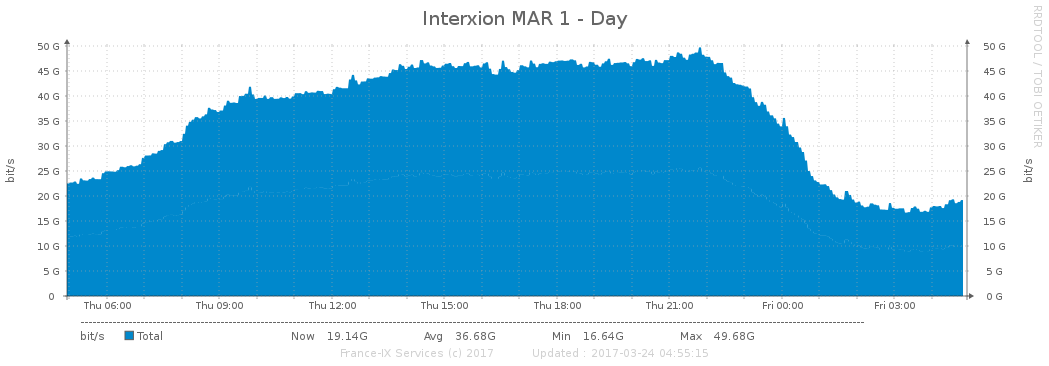 Interxion MAR 1 - Day
RRDTOOL / TOBI OETIKER
50 G 50 G
45 G 45 G
40 G 40 G
35 G 35 G
30 G 30 G
25 G 25 G
20 G 20 G
15 G 15 G
10 G 10 G
5 G 5 G
0 0 G
bit/s bit/s
Thu 06:00 Thu 09:00 Thu 12:00 Thu 15:00 Thu 18:00 Thu 21:00 Fri 00:00 Fri 03:00
bit/s Total Now 19.14G Avg 36.68G Min 16.64G Max 49.68G
France-IX Services (c) 2017 Updated : 2017-03-24 04:55:15